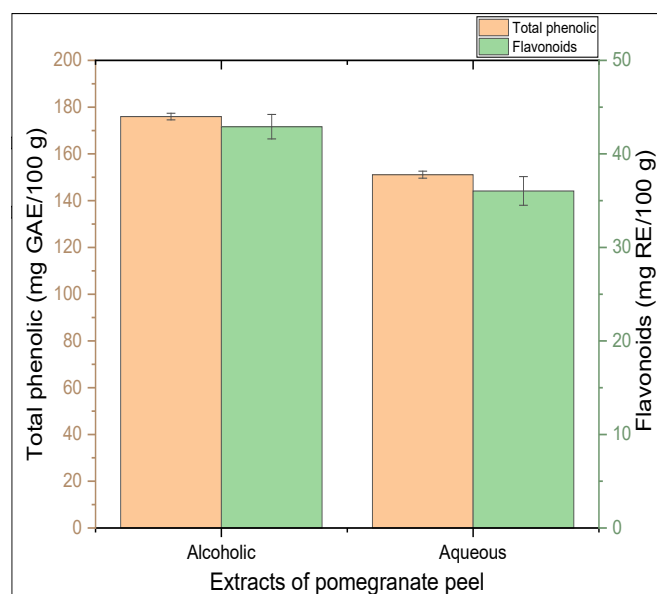 Total phenolic
Flavonoids
Total phenolic (mg GAE/100 g)
200
180
160
140
120
100
80
60
40
20
0
50
40
30
20
10
0
Flavonoids (mg RE/100 g)
Alcoholic
Aqueous
Extracts of pomegranate peel